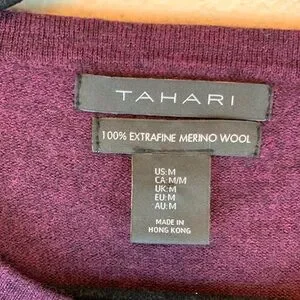 TAHARI
100% EXTRAFINE MERINO WOOL
US:M
CA:M/M
UK:M
EU:M
AU:M
MADE IN
HONG KONG